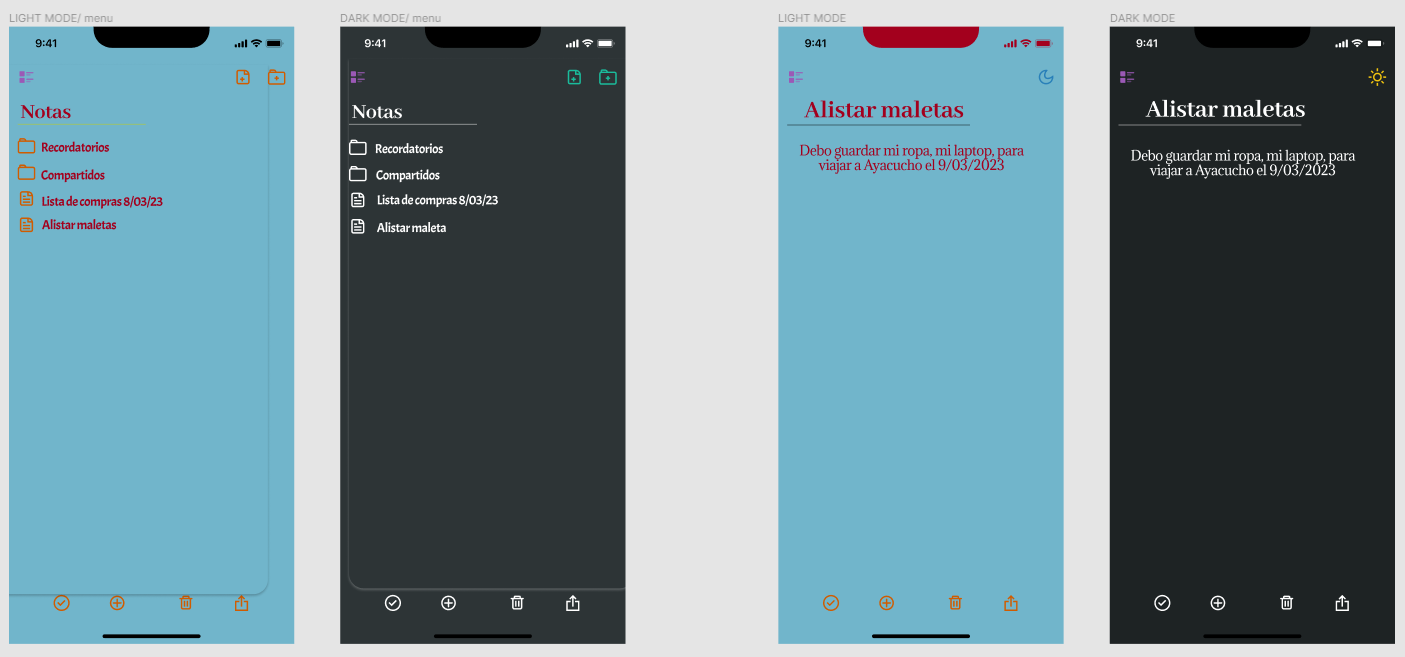 LIGHT MODE/ menu
9:41
Notas
Recordatorios
Compartidos
Lista de compras 8/03/23
Alistar maletas
DARK MODE/ menu
9:41
Notas
Recordatorios
Compartidos
Lista de compras 8/03/23
Alistar maleta
LIGHT MODE
9:41
Alistar maletas
Debo guardar mi ropa, mi laptop, para
viajar a Ayacucho el 9/03/2023
DARK MODE
9:41
Alistar maletas
Debo guardar mi ropa, mi laptop, para
viajar a Ayacucho el 9/03/2023